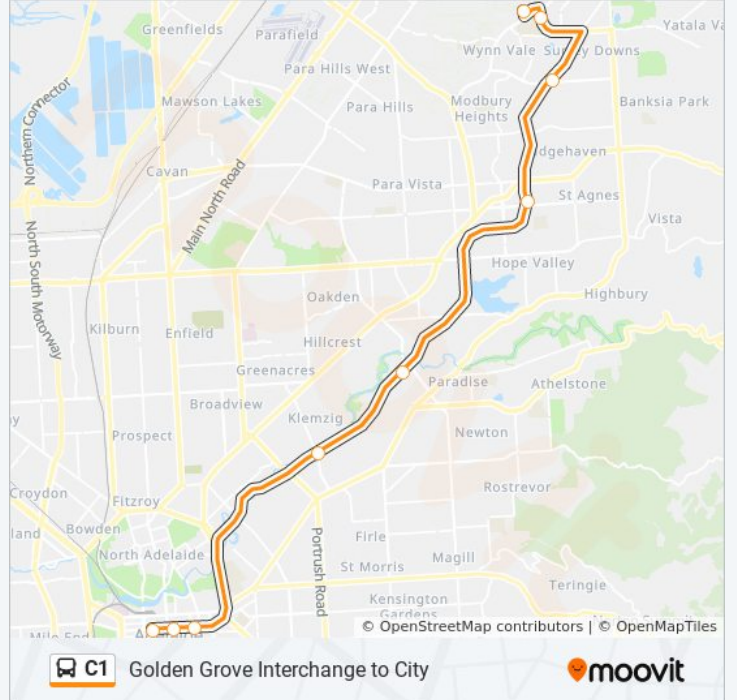 Greenfields
Parafield
Yatala Va
Wynn Vale
Surrey Downs
Para Hills West
Mawson Lakes
Para Hills
Modbury
Heights
Banksia Park
Northern Connector
dgehaven
Cavan
Para Vista
St Agnes
Main North Road
Vista
North South Motorway
Hope Valley
Highbury
Oakden
Kilburn
Enfield
Hillcrest
Greenacres
Paradise
Athelstone
Broadview
Klemzig
Prospect
Newton
Croydon
Fitzroy
Rostrevor
Bowden
land
Firle
North Adelaide
Portrush Road
St Morris
Magill
Teringie
Kensington
Gardens
Mile End
© OpenStreetMap contributors | © OpenMapTiles
C1 Golden Grove Interchange to City
moovit